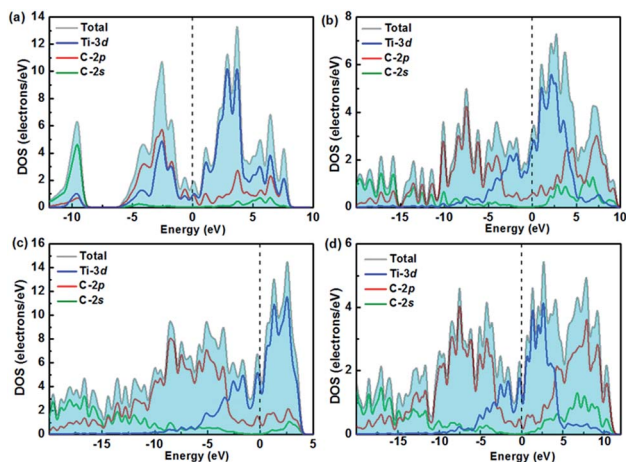 (a)
14
12
10
8
6
4
2
0
DOS (electrons/eV)
Total
Ti-3d
C-2p
C-2s
-10 -5 0 5 10
Energy (eV)
(b)
8
6
4
2
0
DOS (electrons/eV)
Total
Ti-3d
C-2p
C-2s
-15 -10 -5 0 5 10
Energy (eV)
(c)
16
14
12
10
8
6
4
2
0
DOS (electrons/eV)
Total
Ti-3d
C-2p
C-2s
-15 -10 -5 0 5
Energy (eV)
(d)
6
4
2
0
DOS (electrons/eV)
Total
Ti-3d
C-2p
C-2s
-20 -15 -10 -5 0 5 10
Energy (eV)